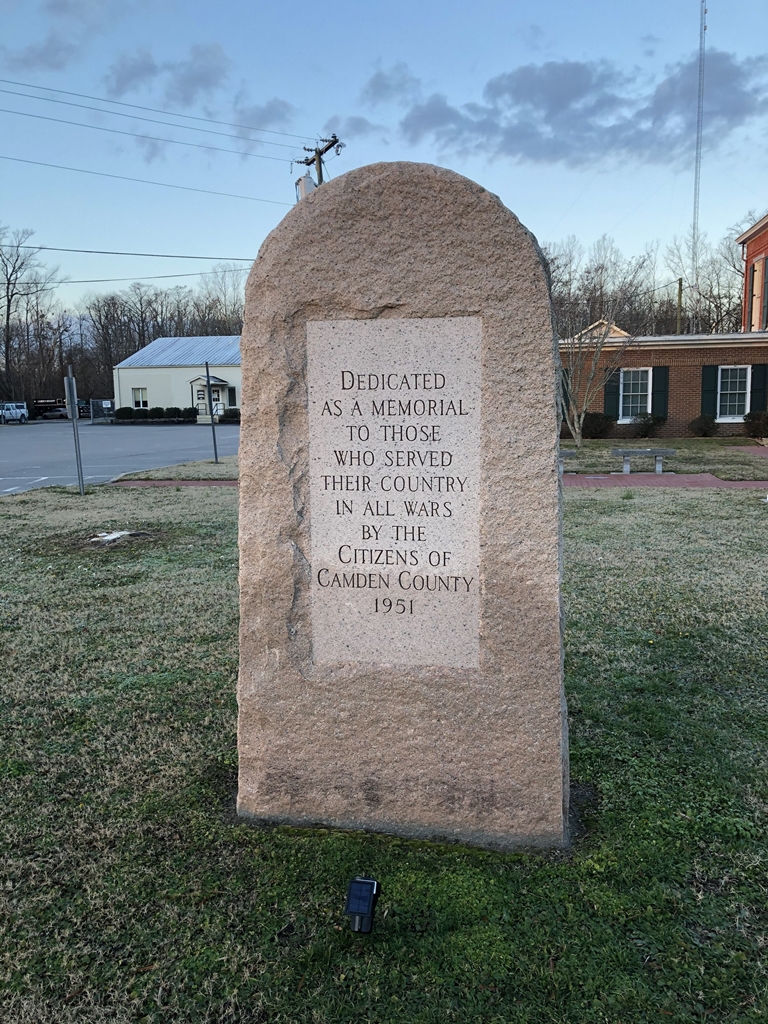 DEDICATED
AS A MEMORIAL
TO THOSE
WHO SERVED
THEIR COUNTRY
IN ALL WARS
BY THE
CITIZENS OF
CAMDEN COUNTY
1951